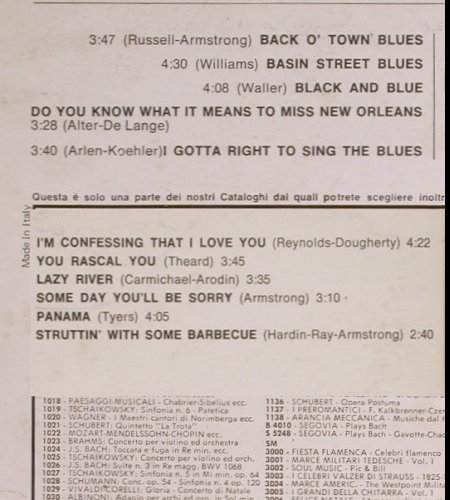 3:47 (Russell-Armstrong) BACK O' TOWN BLUES
4:30 (Williams) BASIN STREET BLUES
4:08 (Waller) BLACK AND BLUE
DO YOU KNOW WHAT IT MEANS TO MISS NEW ORLEANS
3:28 (Alter-De Lange)
3:40 (Arlen-Koehler)I GOTTA RIGHT TO SING THE BLUES
Questa è solo una parte dei nostri Cataloghi dai quali potrete scegliere inoltr
Made in Italy
I'M CONFESSING THAT I LOVE YOU (Reynolds-Dougherty) 4:22
YOU RASCAL YOU (Theard) 3:45
LAZY RIVER (Carmichael-Arodin) 3:35
SOME DAY YOU'LL BE SORRY (Armstrong) 3:10
PANAMA (Tyers) 4:05
STRUTTIN' WITH SOME BARBECUE (Hardin-Ray-Armstrong) 2:40
1018 - PAESAGGI MUSICALI - Chabrier-Sibelius ecc.
1019 - TSCHAIKOWSKY: Sinfonia n. 6 - Patetica
1020 - WAGNER - I Maestri cantori di Norimberga ecc.
1021 - SCHUBERT: Quintetto "La Trota"
1022 - MOZART-MENDELSSOHN-CHOPIN ecc.
1023 - BRAHMS: Concerto per violino ed orchestra
1024 - J.S. BACH: Toccata e fuga in Re min. ecc.
1025 - TSCHAIKOWSKY: Concerto per violino ed orch.
1026 - J.S. BACH: Suite n. 3 in Re magg. BWV 1068
1027 - TSCHAIKOWSKY: Sinfonia n. 5 in Mi min. op. 64
1028 - SCHUMANN: Conc. op. 54 - Sinfonia n. 4 op. 120
1029 - VIVALDI-CORELLI: Gloria - Concerto di Natale
1030 - ALBINONI: Adagio per archi ed org. in Sol min.
1136 - SCHUBERT - Opera Postuma
1137 - I PREROMANTICI - F. Kalkbrenner-Czer
1138 - ARANCIA MECCANICA - Musiche dal f
B 4010 - SEGOVIA - Plays Bach
S 5248 - SEGOVIA - Plays Bach - Gavotte-Chac
SM
3000 - FIESTA FLAMENCA - Celebri flamenco
3001 - MARCE MILITARI TEDESCHE - Vol. 1
3002 - SOUL MUSIC - Pic & Bill
3003 - I CELEBRI VALZER DI STRAUSS - 1825-
3004 - MARCE AMERIC. - The Westpoint Milita
3005 - I GRANDI DELLA CHITARRA - Vol. 1